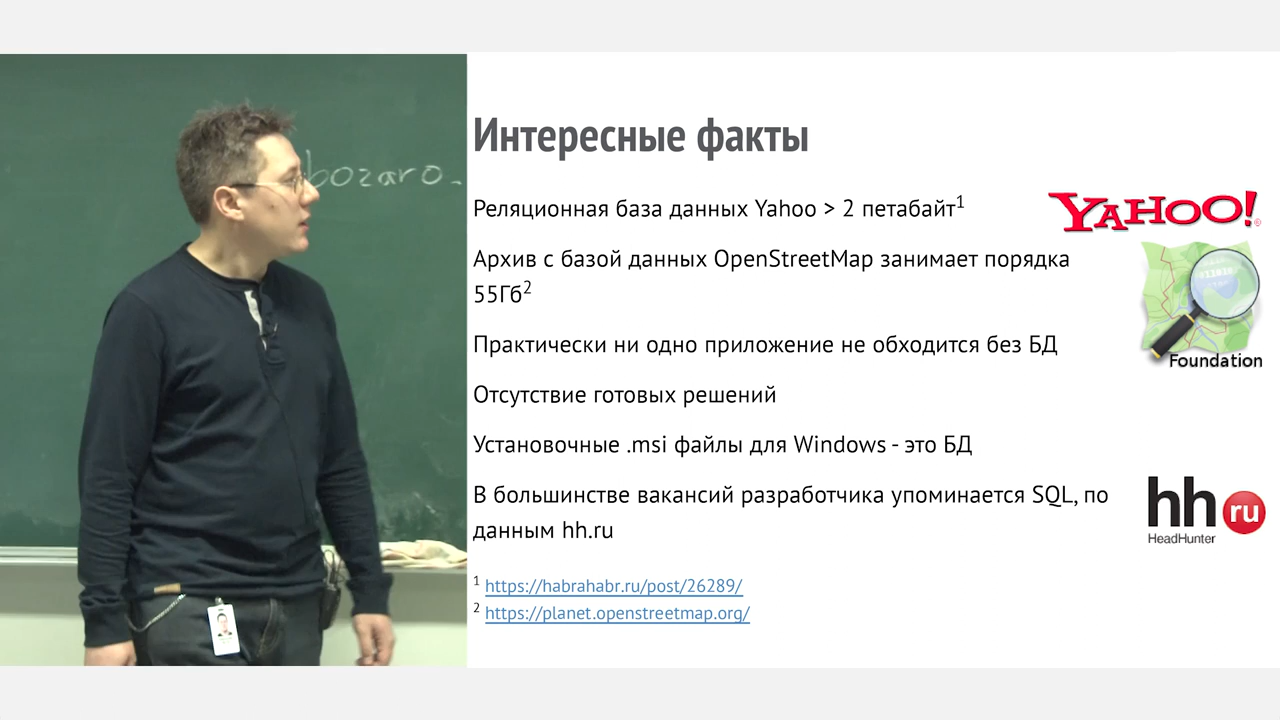 bozaro_
Интересные факты
Реляционная база данных Yahoo > 2 петабайт1
YAHOO!
Архив с базой данных OpenStreetMap занимает порядка
55Гб2
Практически ни одно приложение не обходится без БД
Foundation
Отсутствие готовых решений
Установочные .msi файлы для Windows - это БД
В большинстве вакансий разработчика упоминается SQL, по
данным hh.ru
hh ru
HeadHunter
1 https://habrahabr.ru/post/26289/
2 https://planet.openstreetmap.org/